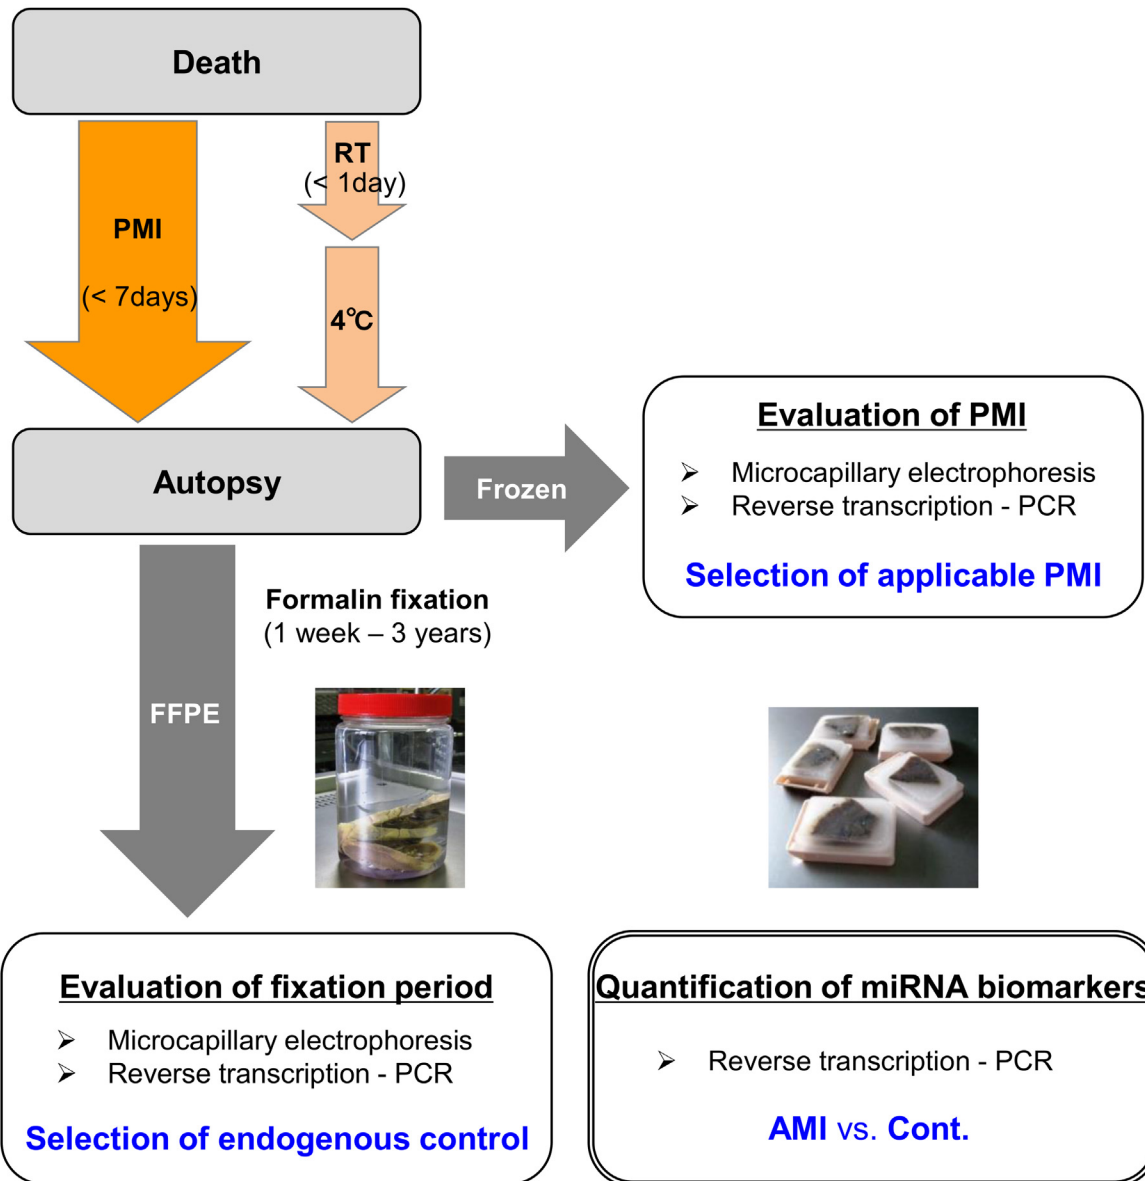 Death
RT
(< 1day)
PMI
(< 7days)
4℃
Autopsy
Frozen
Evaluation of PMI
➢ Microcapillary electrophoresis
➢ Reverse transcription - PCR
Selection of applicable PMI
Formalin fixation
(1 week – 3 years)
FFPE
Evaluation of fixation period
➢ Microcapillary electrophoresis
➢ Reverse transcription - PCR
Selection of endogenous control
Quantification of miRNA biomarkers
➢ Reverse transcription - PCR
AMI vs. Cont.